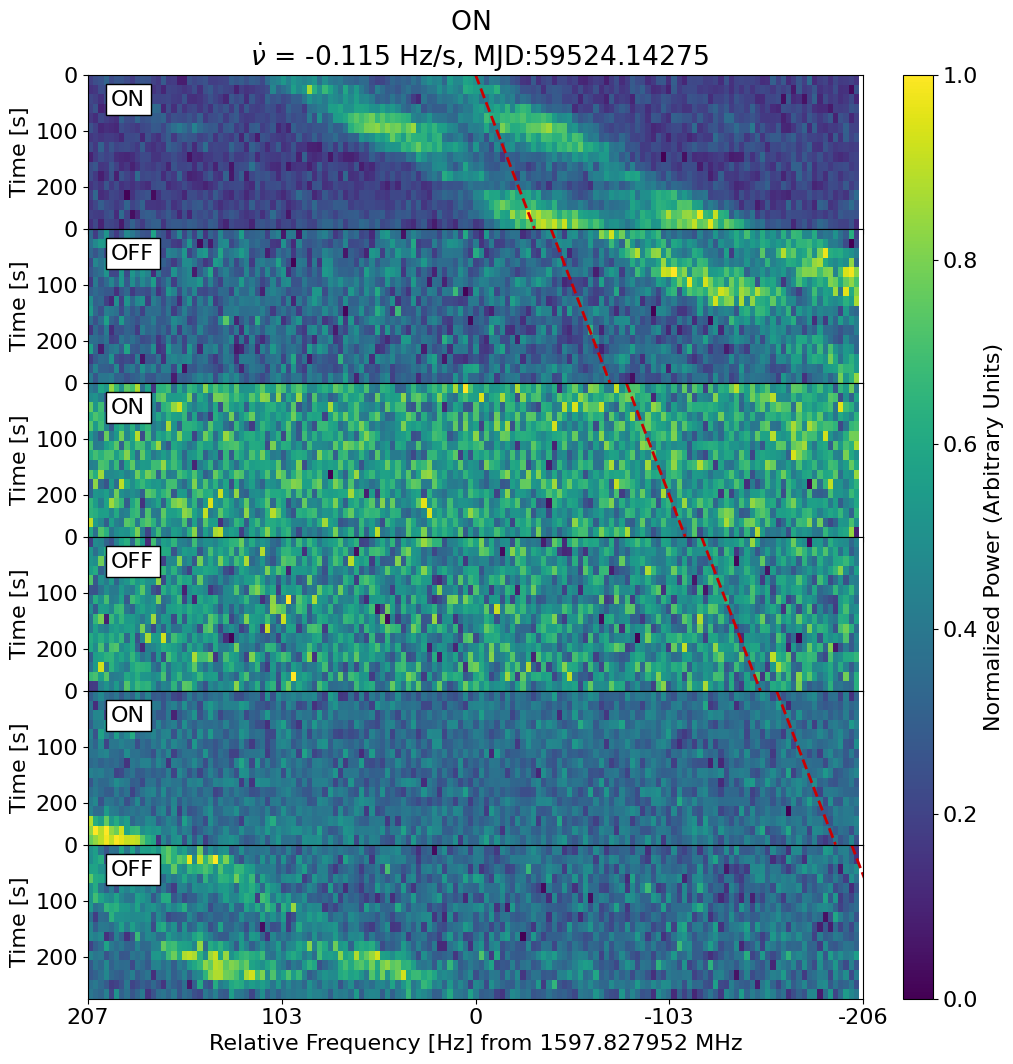 ON
ν̇ = -0.115 Hz/s, MJD:59524.14275
0
100
200
Time [s]
ON
0
100
200
Time [s]
OFF
0
100
200
Time [s]
ON
0
100
200
Time [s]
OFF
0
100
200
Time [s]
ON
0
100
200
Time [s]
OFF
207 103 0 -103 -206
Relative Frequency [Hz] from 1597.827952 MHz
1.0
0.8
0.6
0.4
0.2
0.0
Normalized Power (Arbitrary Units)